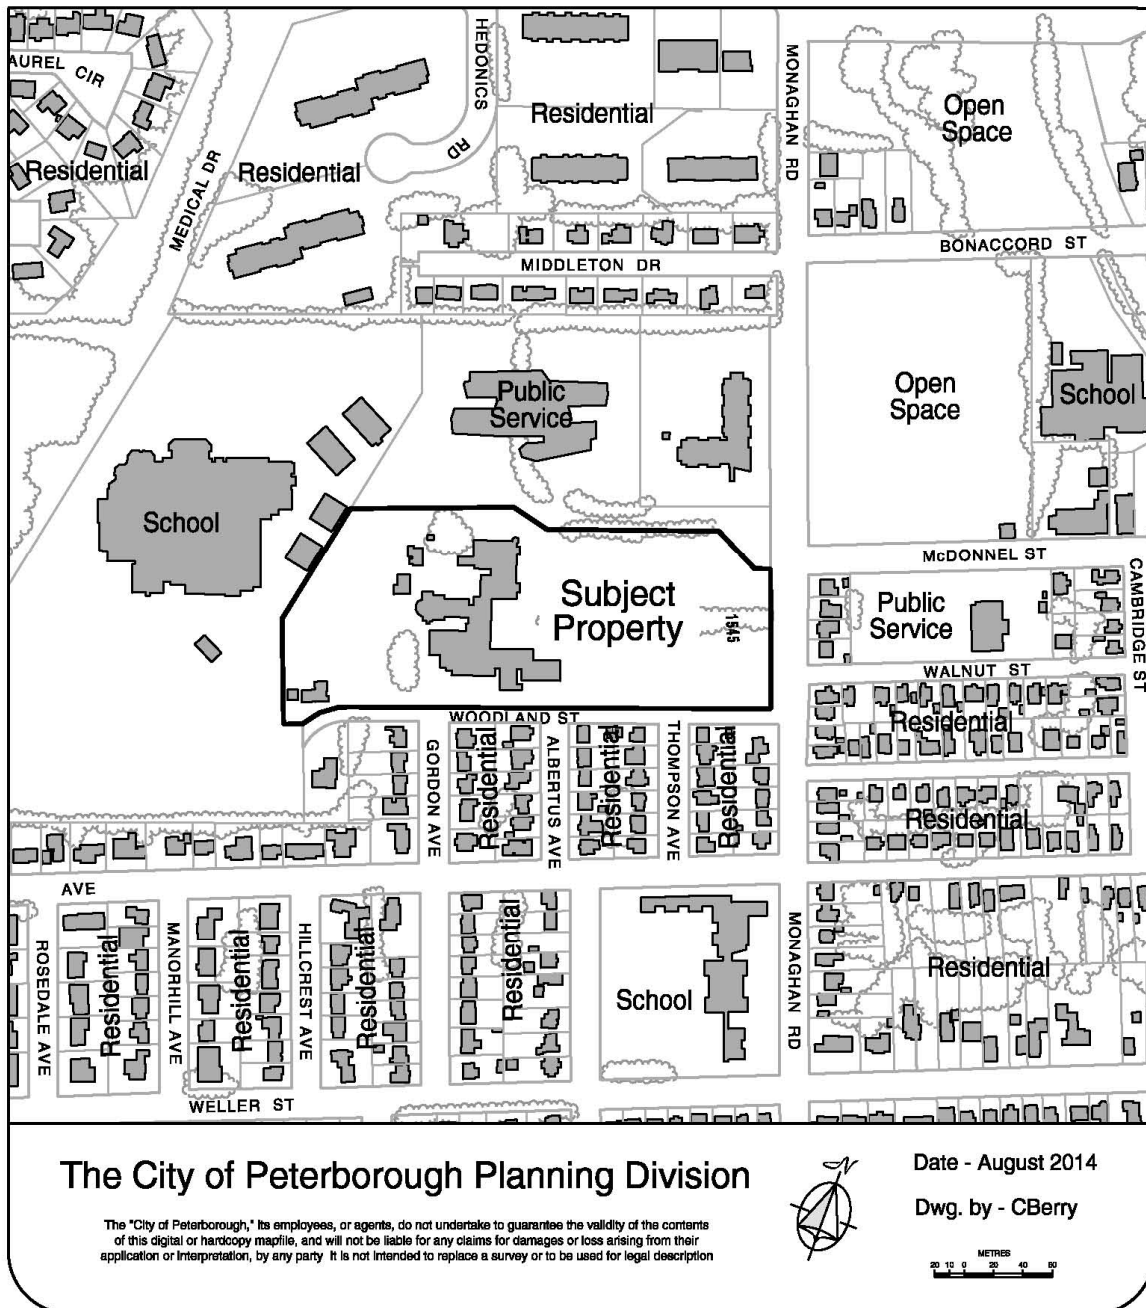 HEDONICS
RD
MONAGHAN RD
AUREL CIR
Residential
MEDICAL DR
Residential
Residential
Open
Space
BONACCORD ST
MIDDLETON DR
Public
Service
Open
Space
School
School
McDONNEL ST
CAMBRIDGE ST
Subject
Property
1545
Public
Service
WALNUT ST
WOODLAND ST
Residential
GORDON AVE
Residential
ALBERTUS AVE
Residential
THOMPSON AVE
Residential
Residential
AVE
ROSEDALE AVE
Residential
MANORHILL AVE
Residential
HILLCREST AVE
Residential
Residential
School
MONAGHAN RD
Residential
WELLER ST
The City of Peterborough Planning Division
The "City of Peterborough," its employees, or agents, do not undertake to guarantee the validity of the contents
of this digital or hardcopy mapfile, and will not be liable for any claims for damages or loss arising from their
application or interpretation, by any party It is not intended to replace a survey or to be used for legal description
N
Date - August 2014
Dwg. by - CBerry
METRES
20 10 0 20 40 60